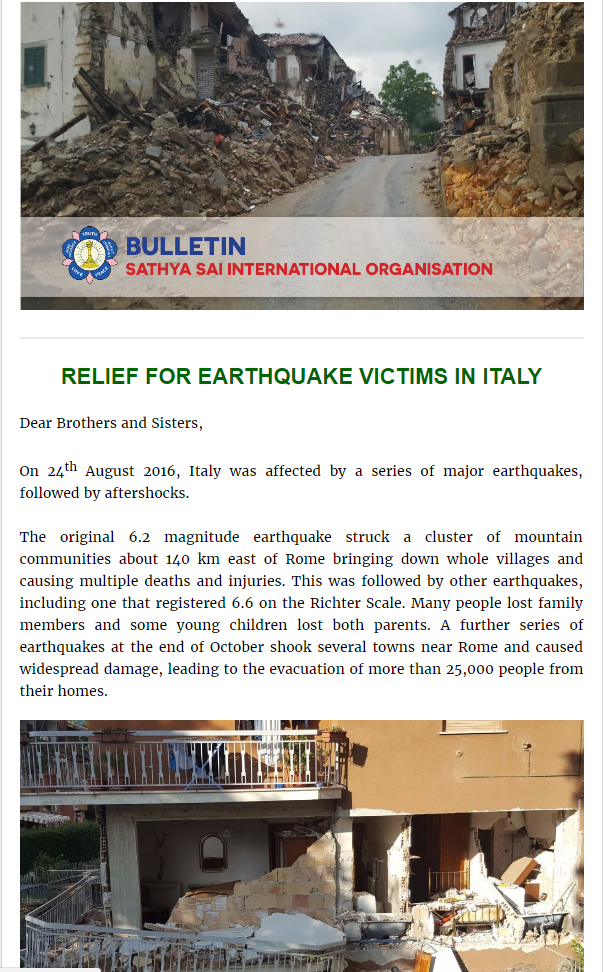 BULLETIN
SATHYA SAI INTERNATIONAL ORGANISATION
TRUTH
LOVE
PEACE
RELIEF FOR EARTHQUAKE VICTIMS IN ITALY
Dear Brothers and Sisters,
On 24th August 2016, Italy was affected by a series of major earthquakes,
followed by aftershocks.
The original 6.2 magnitude earthquake struck a cluster of mountain
communities about 140 km east of Rome bringing down whole villages and
causing multiple deaths and injuries. This was followed by other earthquakes,
including one that registered 6.6 on the Richter Scale. Many people lost family
members and some young children lost both parents. A further series of
earthquakes at the end of October shook several towns near Rome and caused
widespread damage, leading to the evacuation of more than 25,000 people from
their homes.